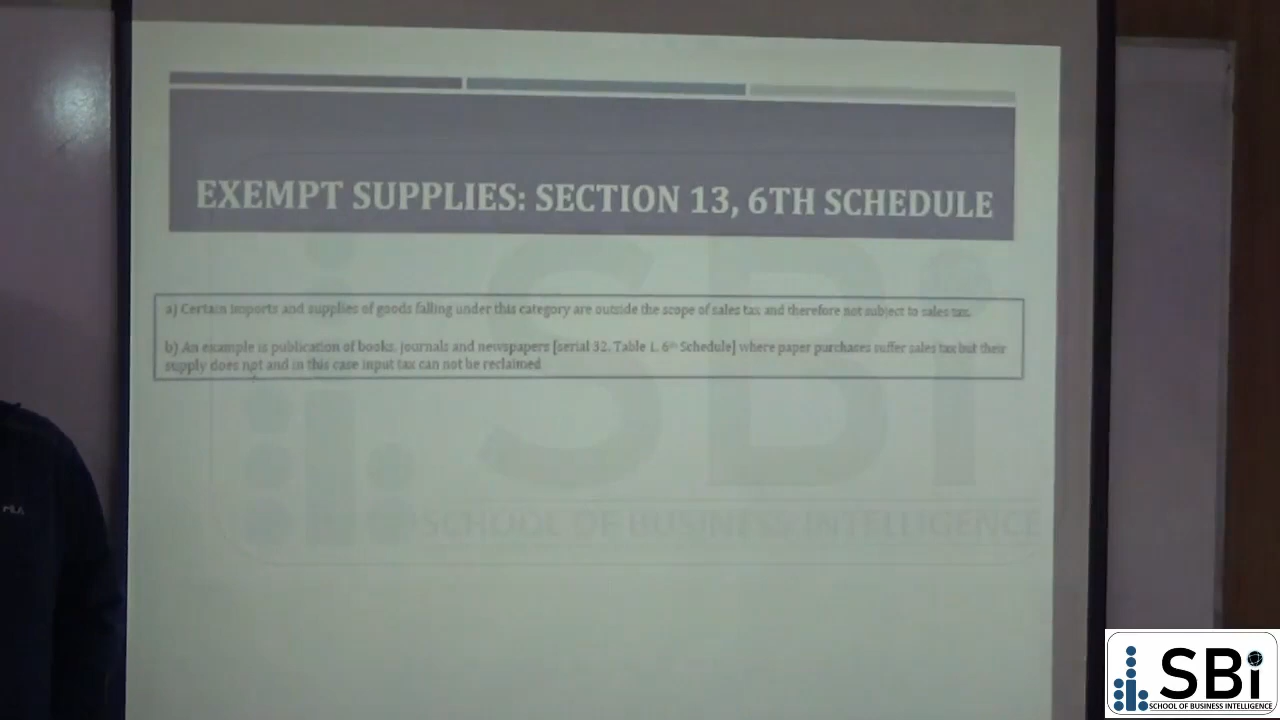 EXEMPT SUPPLIES: SECTION 13, 6TH SCHEDULE
a) Certain imports and supplies of goods falling under this category are outside the scope of sales tax and therefore not subject to sales tax.
b) An example is publication of books, journals and newspapers [serial 32, Table 1, 6th Schedule] where paper purchases suffer sales tax but their
supply does not and in this case input tax can not be reclaimed
SBi
SCHOOL OF BUSINESS INTELLIGENCE
SBi
SCHOOL OF BUSINESS INTELLIGENCE